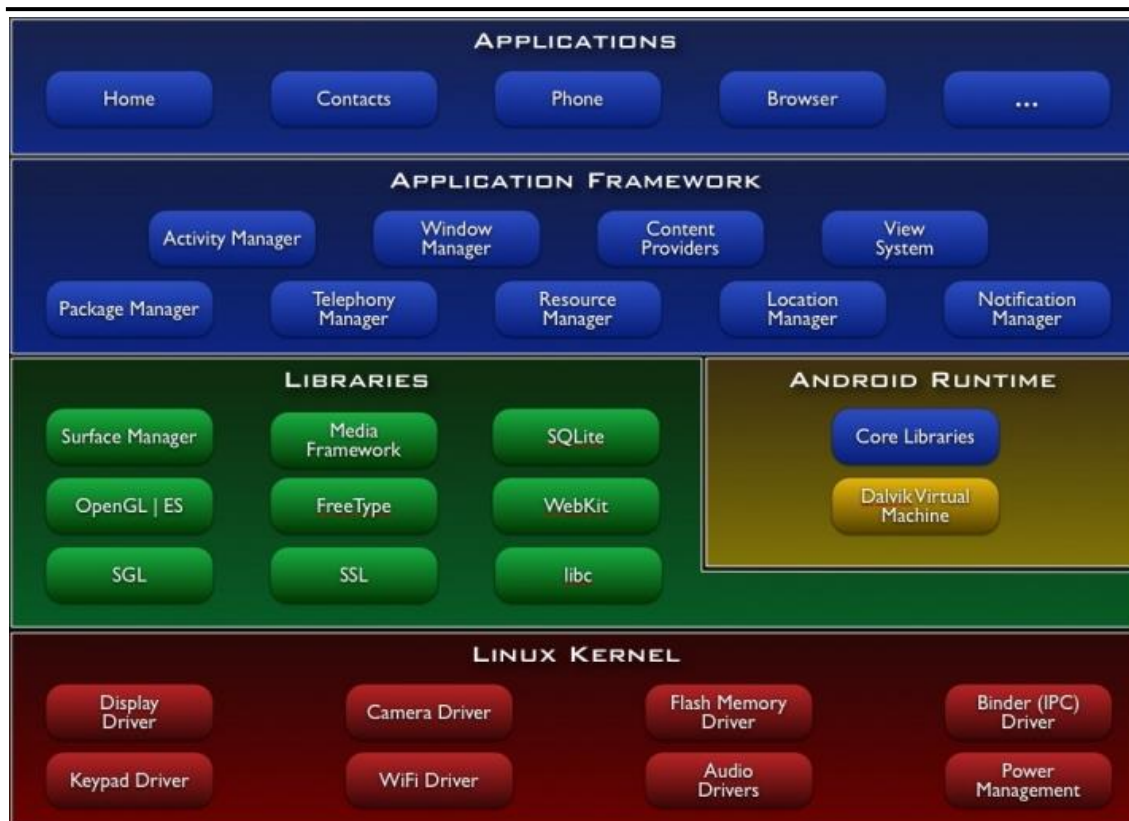 APPLICATIONS
Home
Contacts
Phone
Browser
...
APPLICATION FRAMEWORK
Activity Manager
Window
Manager
Content
Providers
View
System
Package Manager
Telephony
Manager
Resource
Manager
Location
Manager
Notification
Manager
LIBRARIES
Surface Manager
Media
Framework
SQLite
OpenGL | ES
FreeType
WebKit
SGL
SSL
libc
ANDROID RUNTIME
Core Libraries
Dalvik Virtual
Machine
LINUX KERNEL
Display
Driver
Camera Driver
Flash Memory
Driver
Binder (IPC)
Driver
Keypad Driver
WiFi Driver
Audio
Drivers
Power
Management